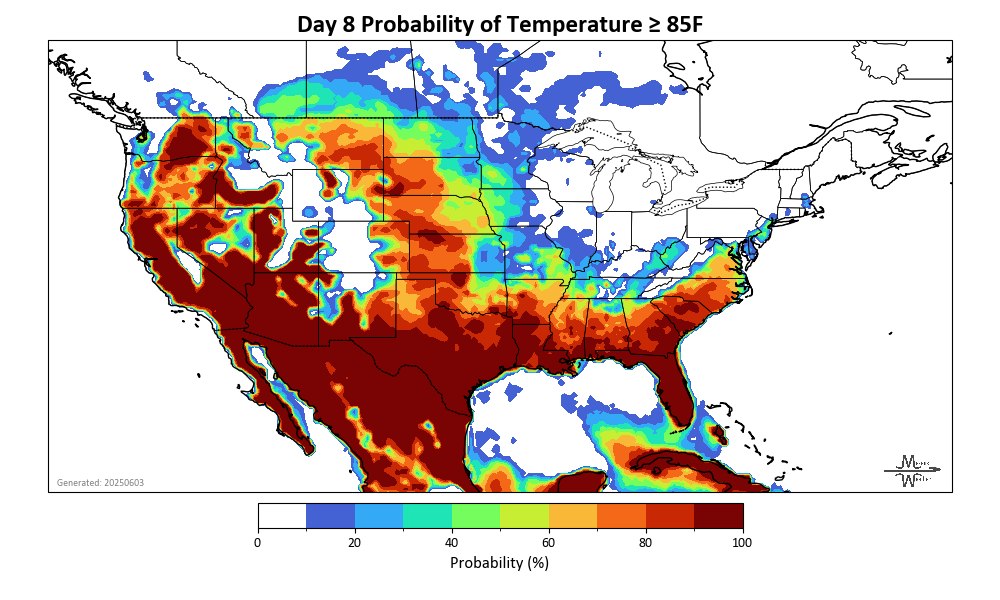 Day 8 Probability of Temperature ≥ 85F
Generated: 20250603
0 20 40 60 80 100
Probability (%)